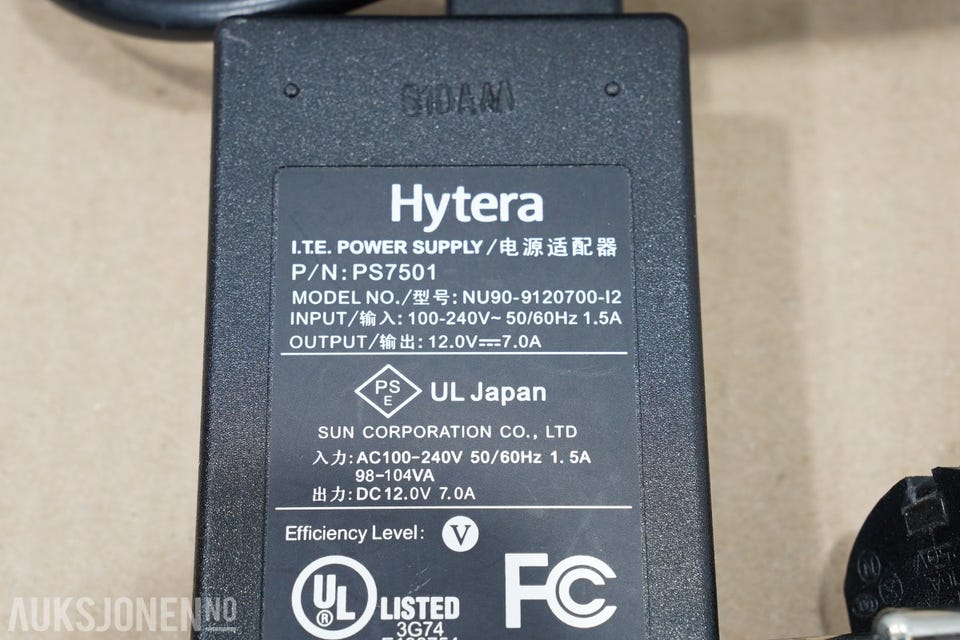 Hytera
I.T.E. POWER SUPPLY/电源适配器
P/N: PS7501
MODEL NO./型号: NU90-9120700-I2
INPUT/输入: 100-240V~ 50/60Hz 1.5A
OUTPUT/输出: 12.0V⎓7.0A
PS
E
UL Japan
SUN CORPORATION CO., LTD
入力: AC100-240V 50/60Hz 1.5A
98-104VA
出力: DC12.0V 7.0A
Efficiency Level: V
UL
®
LISTED
FC
3G74
AUKSJONEN.NO